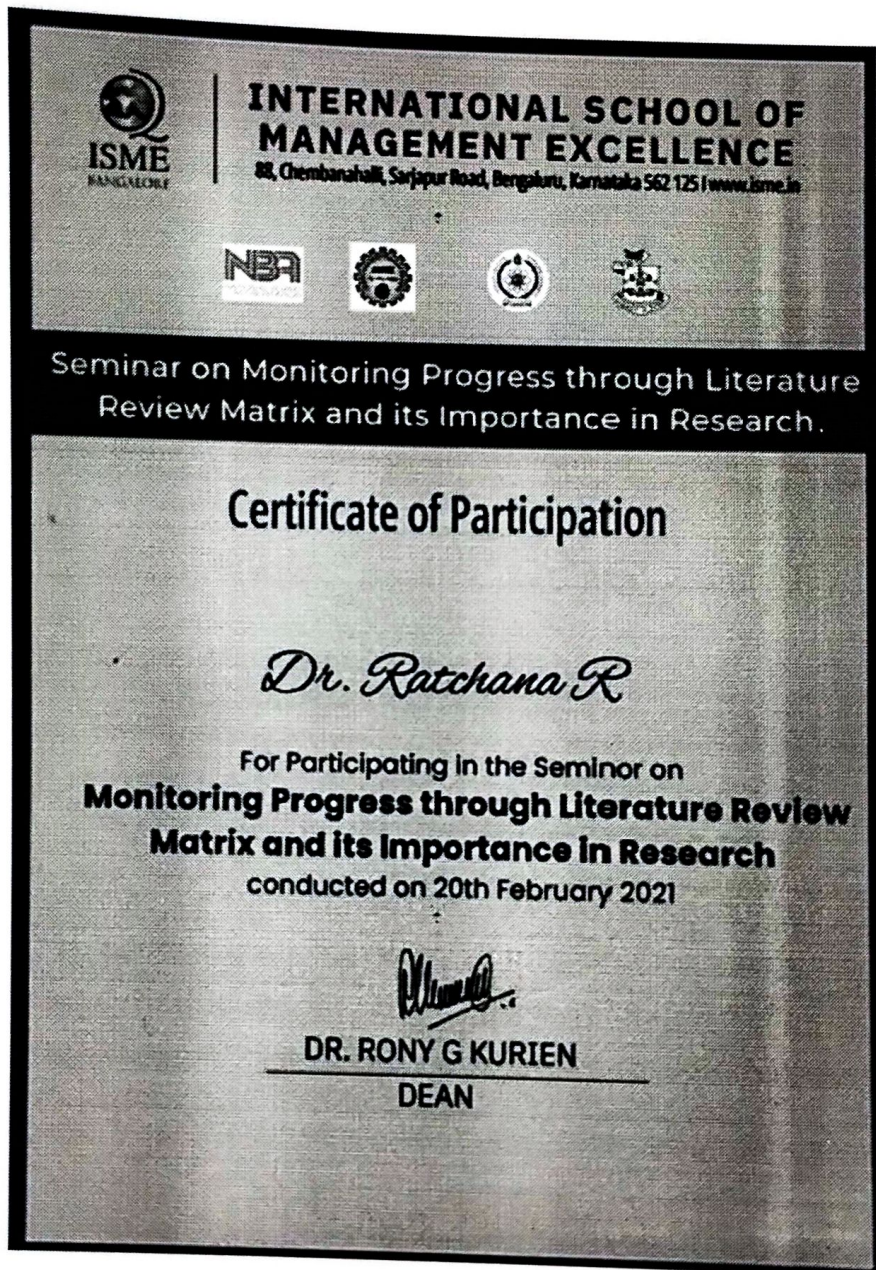 ISME
BANGALORE
INTERNATIONAL SCHOOL OF
MANAGEMENT EXCELLENCE
88, Chembanahalli, Sarjapur Road, Bengaluru, Karnataka 562 125 I www.isme.in
NBA
Seminar on Monitoring Progress through Literature
Review Matrix and its Importance in Research.
Certificate of Participation
Dr. Ratchana R
For Participating in the Seminor on
Monitoring Progress through Literature Review
Matrix and its Importance in Research
conducted on 20th February 2021
DR. RONY G KURIEN
DEAN